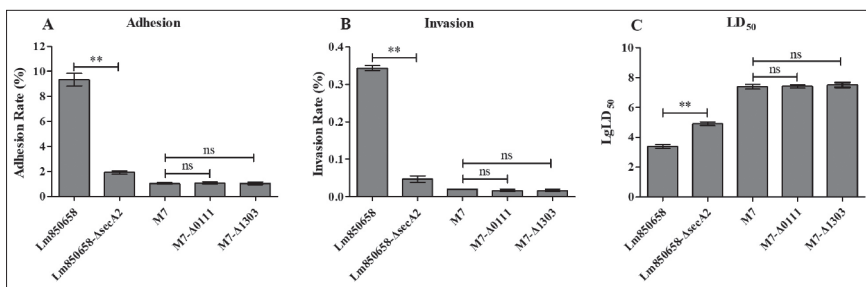 A
Adhesion
Adhesion Rate (%)
12
10
8
6
4
2
0
**
ns
ns
Lm850658
Lm850658-ΔsecA2
M7
M7-Δ0111
M7-Δ1303
B
Invasion
Invasion Rate (%)
0.4
0.3
0.2
0.1
0.0
**
ns
ns
Lm850658
Lm850658-ΔsecA2
M7
M7-Δ0111
M7-Δ1303
C
LD50
LgLD50
10
8
6
4
2
0
**
ns
ns
Lm850658
Lm850658-ΔsecA2
M7
M7-Δ0111
M7-Δ1303